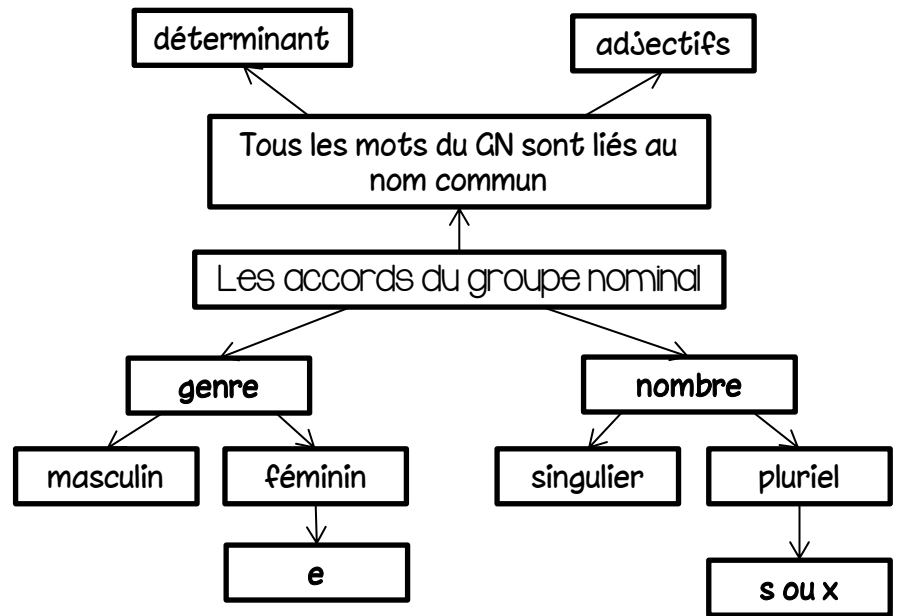 déterminant
adjectifs
Tous les mots du GN sont liés au
nom commun
Les accords du groupe nominal
genre
nombre
masculin
féminin
singulier
pluriel
e
s ou x